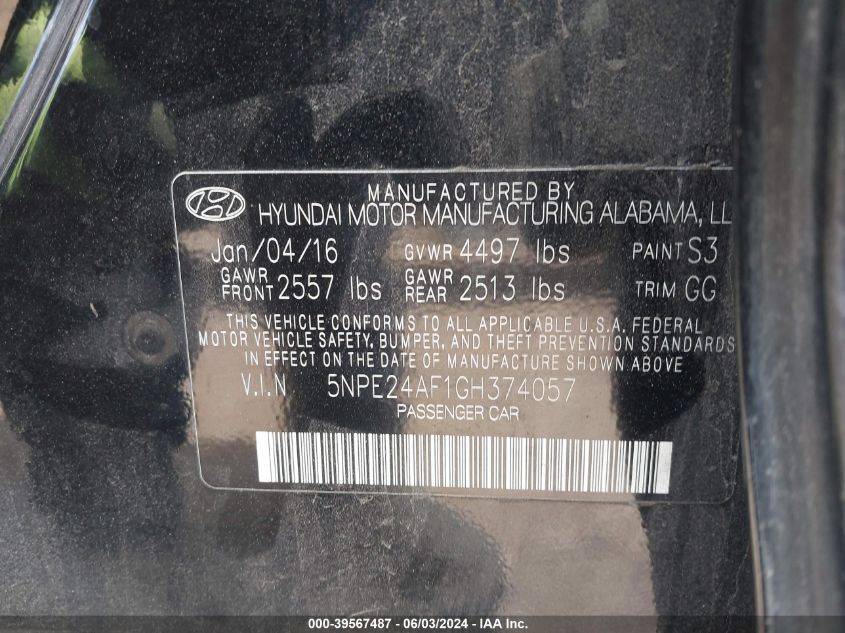 MANUFACTURED BY
HYUNDAI MOTOR MANUFACTURING ALABAMA, LL
Jan/04/16 GVWR 4497 lbs PAINT S3
GAWR FRONT 2557 lbs GAWR REAR 2513 lbs TRIM GG
THIS VEHICLE CONFORMS TO ALL APPLICABLE U.S.A. FEDERAL
MOTOR VEHICLE SAFETY, BUMPER, AND THEFT PREVENTION STANDARDS
IN EFFECT ON THE DATE OF MANUFACTURE SHOWN ABOVE
V.I.N 5NPE24AF1GH374057
PASSENGER CAR
000-39567487 - 06/03/2024 - IAA Inc.